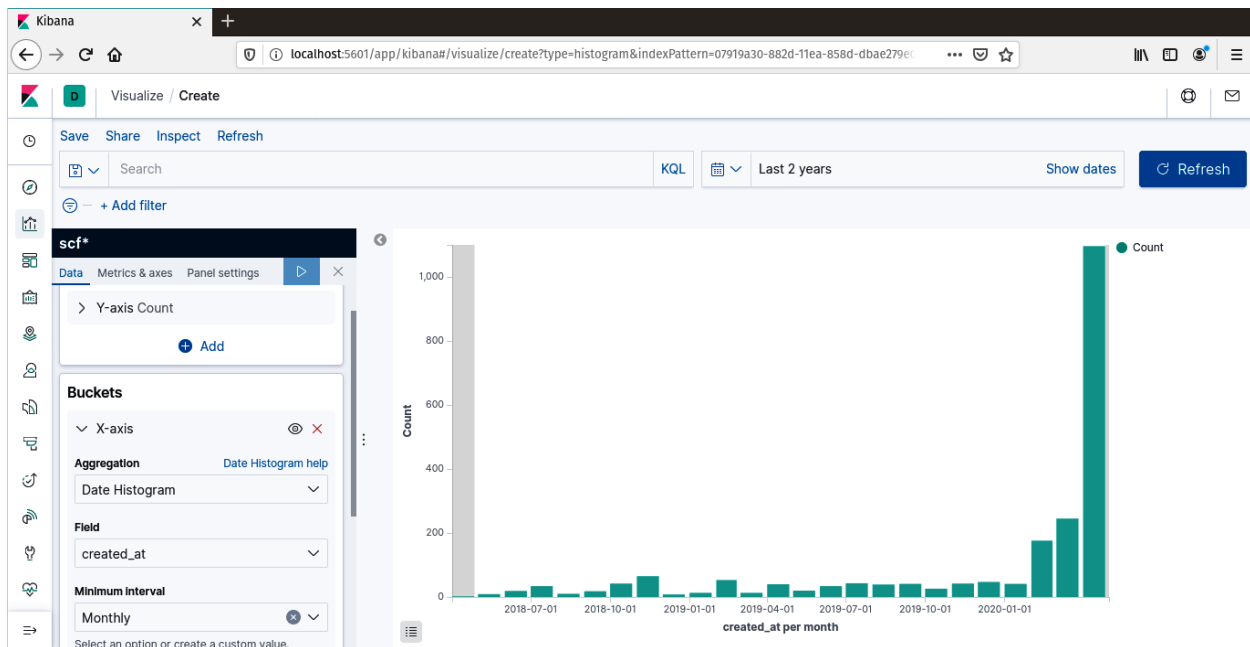 Kibana
localhost:5601/app/kibana#/visualize/create?type=histogram&indexPattern=07919a30-882d-11ea-858d-dbae279e
D Visualize / Create
Save Share Inspect Refresh
Search KQL Last 2 years Show dates Refresh
+ Add filter
scf*
Data Metrics & axes Panel settings
Y-axis Count
Add
Buckets
X-axis
Aggregation Date Histogram help
Date Histogram
Field
created_at
Minimum interval
Monthly
Select an option or create a custom value.
Count
1,000
800
600
400
200
0
Count
2018-07-01 2018-10-01 2019-01-01 2019-04-01 2019-07-01 2019-10-01 2020-01-01
created_at per month